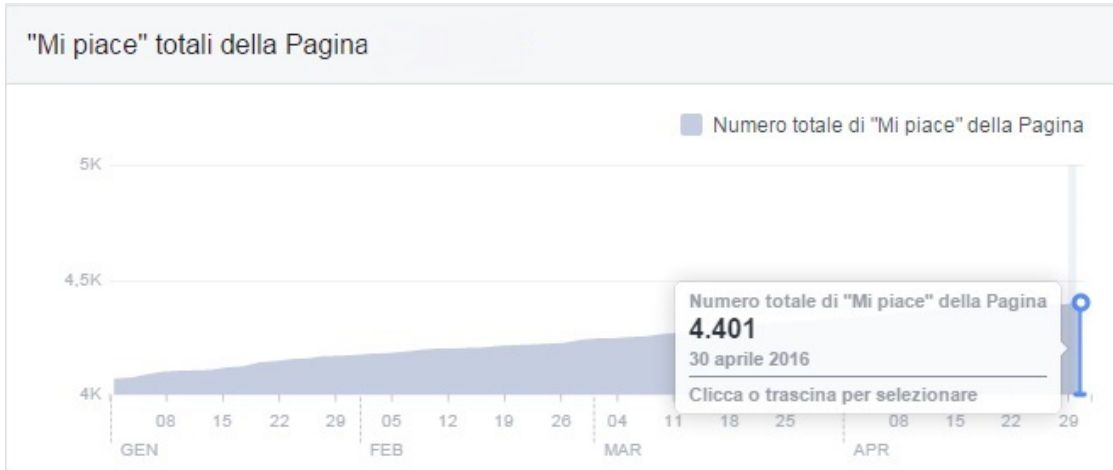 "Mi piace" totali della Pagina
Numero totale di "Mi piace" della Pagina
5K
4,5K
4K
Numero totale di "Mi piace" della Pagina
4.401
30 aprile 2016
Clicca o trascina per selezionare
08 15 22 29 05 12 19 26 04 11 18 25 08 15 22 29
GEN FEB MAR APR